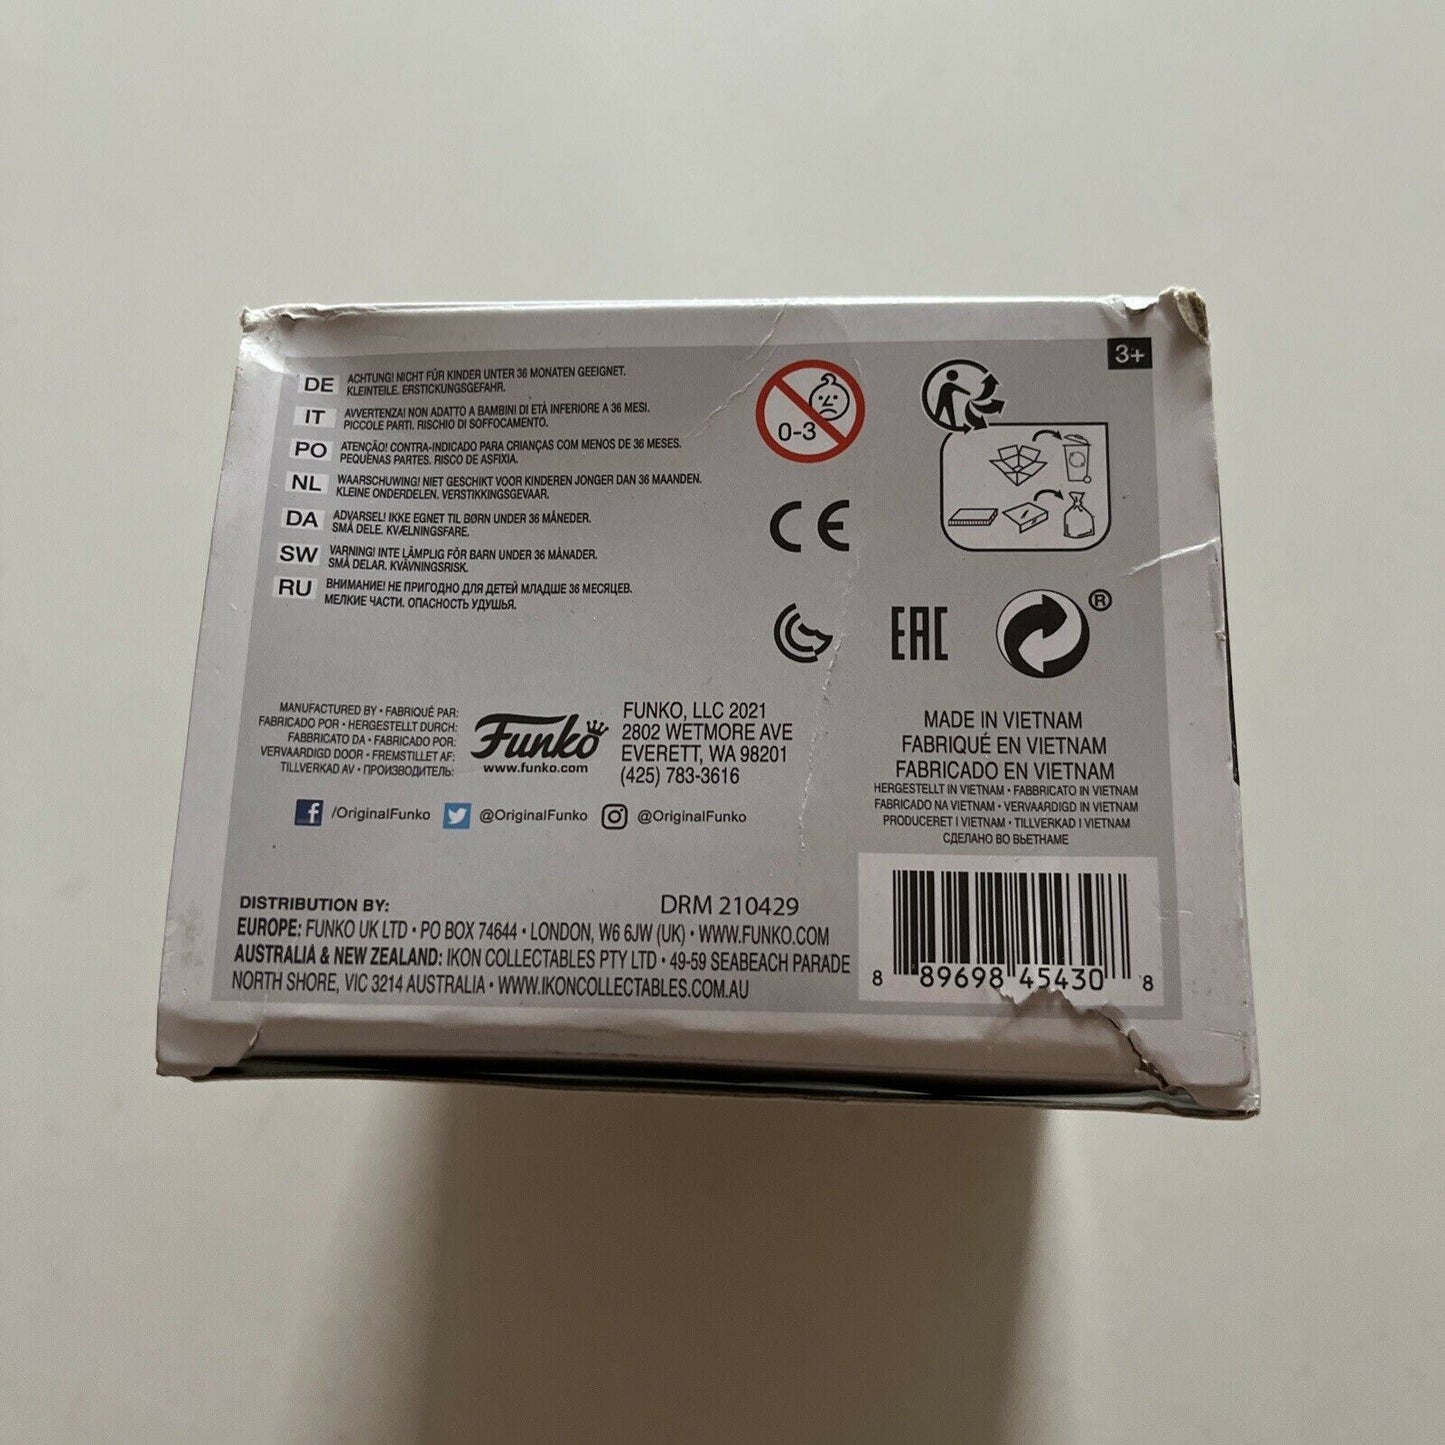 3+
DE ACHTUNG! NICHT FÜR KINDER UNTER 36 MONATEN GEEIGNET.
KLEINTEILE. ERSTICKUNGSGEFAHR.
IT AVVERTENZA! NON ADATTO A BAMBINI DI ETÀ INFERIORE A 36 MESI.
PICCOLE PARTI. RISCHIO DI SOFFOCAMENTO.
PO ATENÇÃO! CONTRA-INDICADO PARA CRIANÇAS COM MENOS DE 36 MESES.
PEQUENAS PARTES. RISCO DE ASFIXIA.
NL WAARSCHUWING! NIET GESCHIKT VOOR KINDEREN JONGER DAN 36 MAANDEN.
KLEINE ONDERDELEN. VERSTIKKINGSGEVAAR.
DA ADVARSEL! IKKE EGNET TIL BØRN UNDER 36 MÅNEDER.
SMÅ DELE. KVÆLNINGSFARE.
SW VARNING! INTE LÄMPLIG FÖR BARN UNDER 36 MÅNADER.
SMÅ DELAR. KVÄVNINGSRISK.
RU ВНИМАНИЕ! НЕ ПРИГОДНО ДЛЯ ДЕТЕЙ МЛАДШЕ 36 МЕСЯЦЕВ.
МЕЛКИЕ ЧАСТИ. ОПАСНОСТЬ УДУШЬЯ.
0-3
CE
EAC
®
MANUFACTURED BY • FABRIQUÉ PAR:
FABRICADO POR • HERGESTELLT DURCH:
FABBRICATO DA • FABRICADO POR:
VERVAARDIGD DOOR • FREMSTILLET AF:
TILLVERKAD AV • ПРОИЗВОДИТЕЛЬ:
Funko
www.funko.com
FUNKO, LLC 2021
2802 WETMORE AVE
EVERETT, WA 98201
(425) 783-3616
/OriginalFunko @OriginalFunko @OriginalFunko
MADE IN VIETNAM
FABRIQUÉ EN VIETNAM
FABRICADO EN VIETNAM
HERGESTELLT IN VIETNAM • FABBRICATO IN VIETNAM
FABRICADO NA VIETNAM • VERVAARDIGD IN VIETNAM
PRODUCERET I VIETNAM • TILLVERKAD I VIETNAM
СДЕЛАНО ВО ВЬЕТНАМЕ
DISTRIBUTION BY: DRM 210429
EUROPE: FUNKO UK LTD • PO BOX 74644 • LONDON, W6 6JW (UK) • WWW.FUNKO.COM
AUSTRALIA & NEW ZEALAND: IKON COLLECTABLES PTY LTD • 49-59 SEABEACH PARADE
NORTH SHORE, VIC 3214 AUSTRALIA • WWW.IKONCOLLECTABLES.COM.AU
8 89698 45430 8